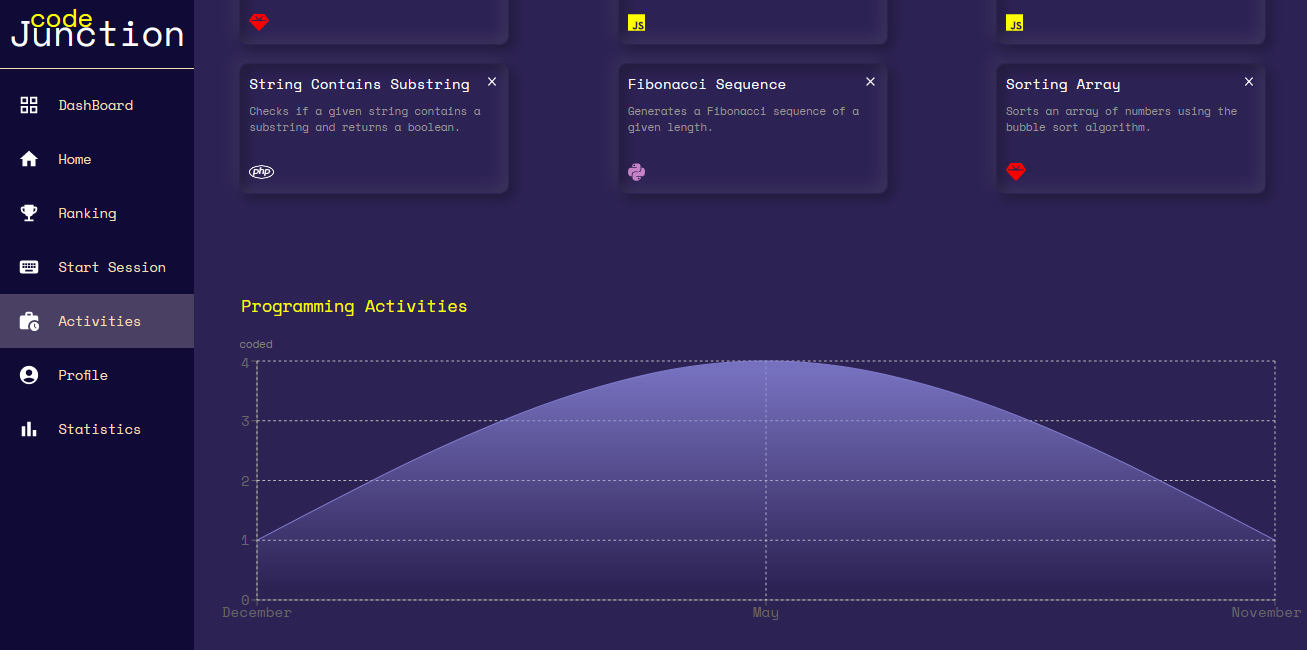 code
Junction
DashBoard
Home
Ranking
Start Session
Activities
Profile
Statistics
JS
JS
String Contains Substring
Checks if a given string contains a
substring and returns a boolean.
php
Fibonacci Sequence
Generates a Fibonacci sequence of a
given length.
Sorting Array
Sorts an array of numbers using the
bubble sort algorithm.
Programming Activities
coded
4
3
2
1
0
December
May
November